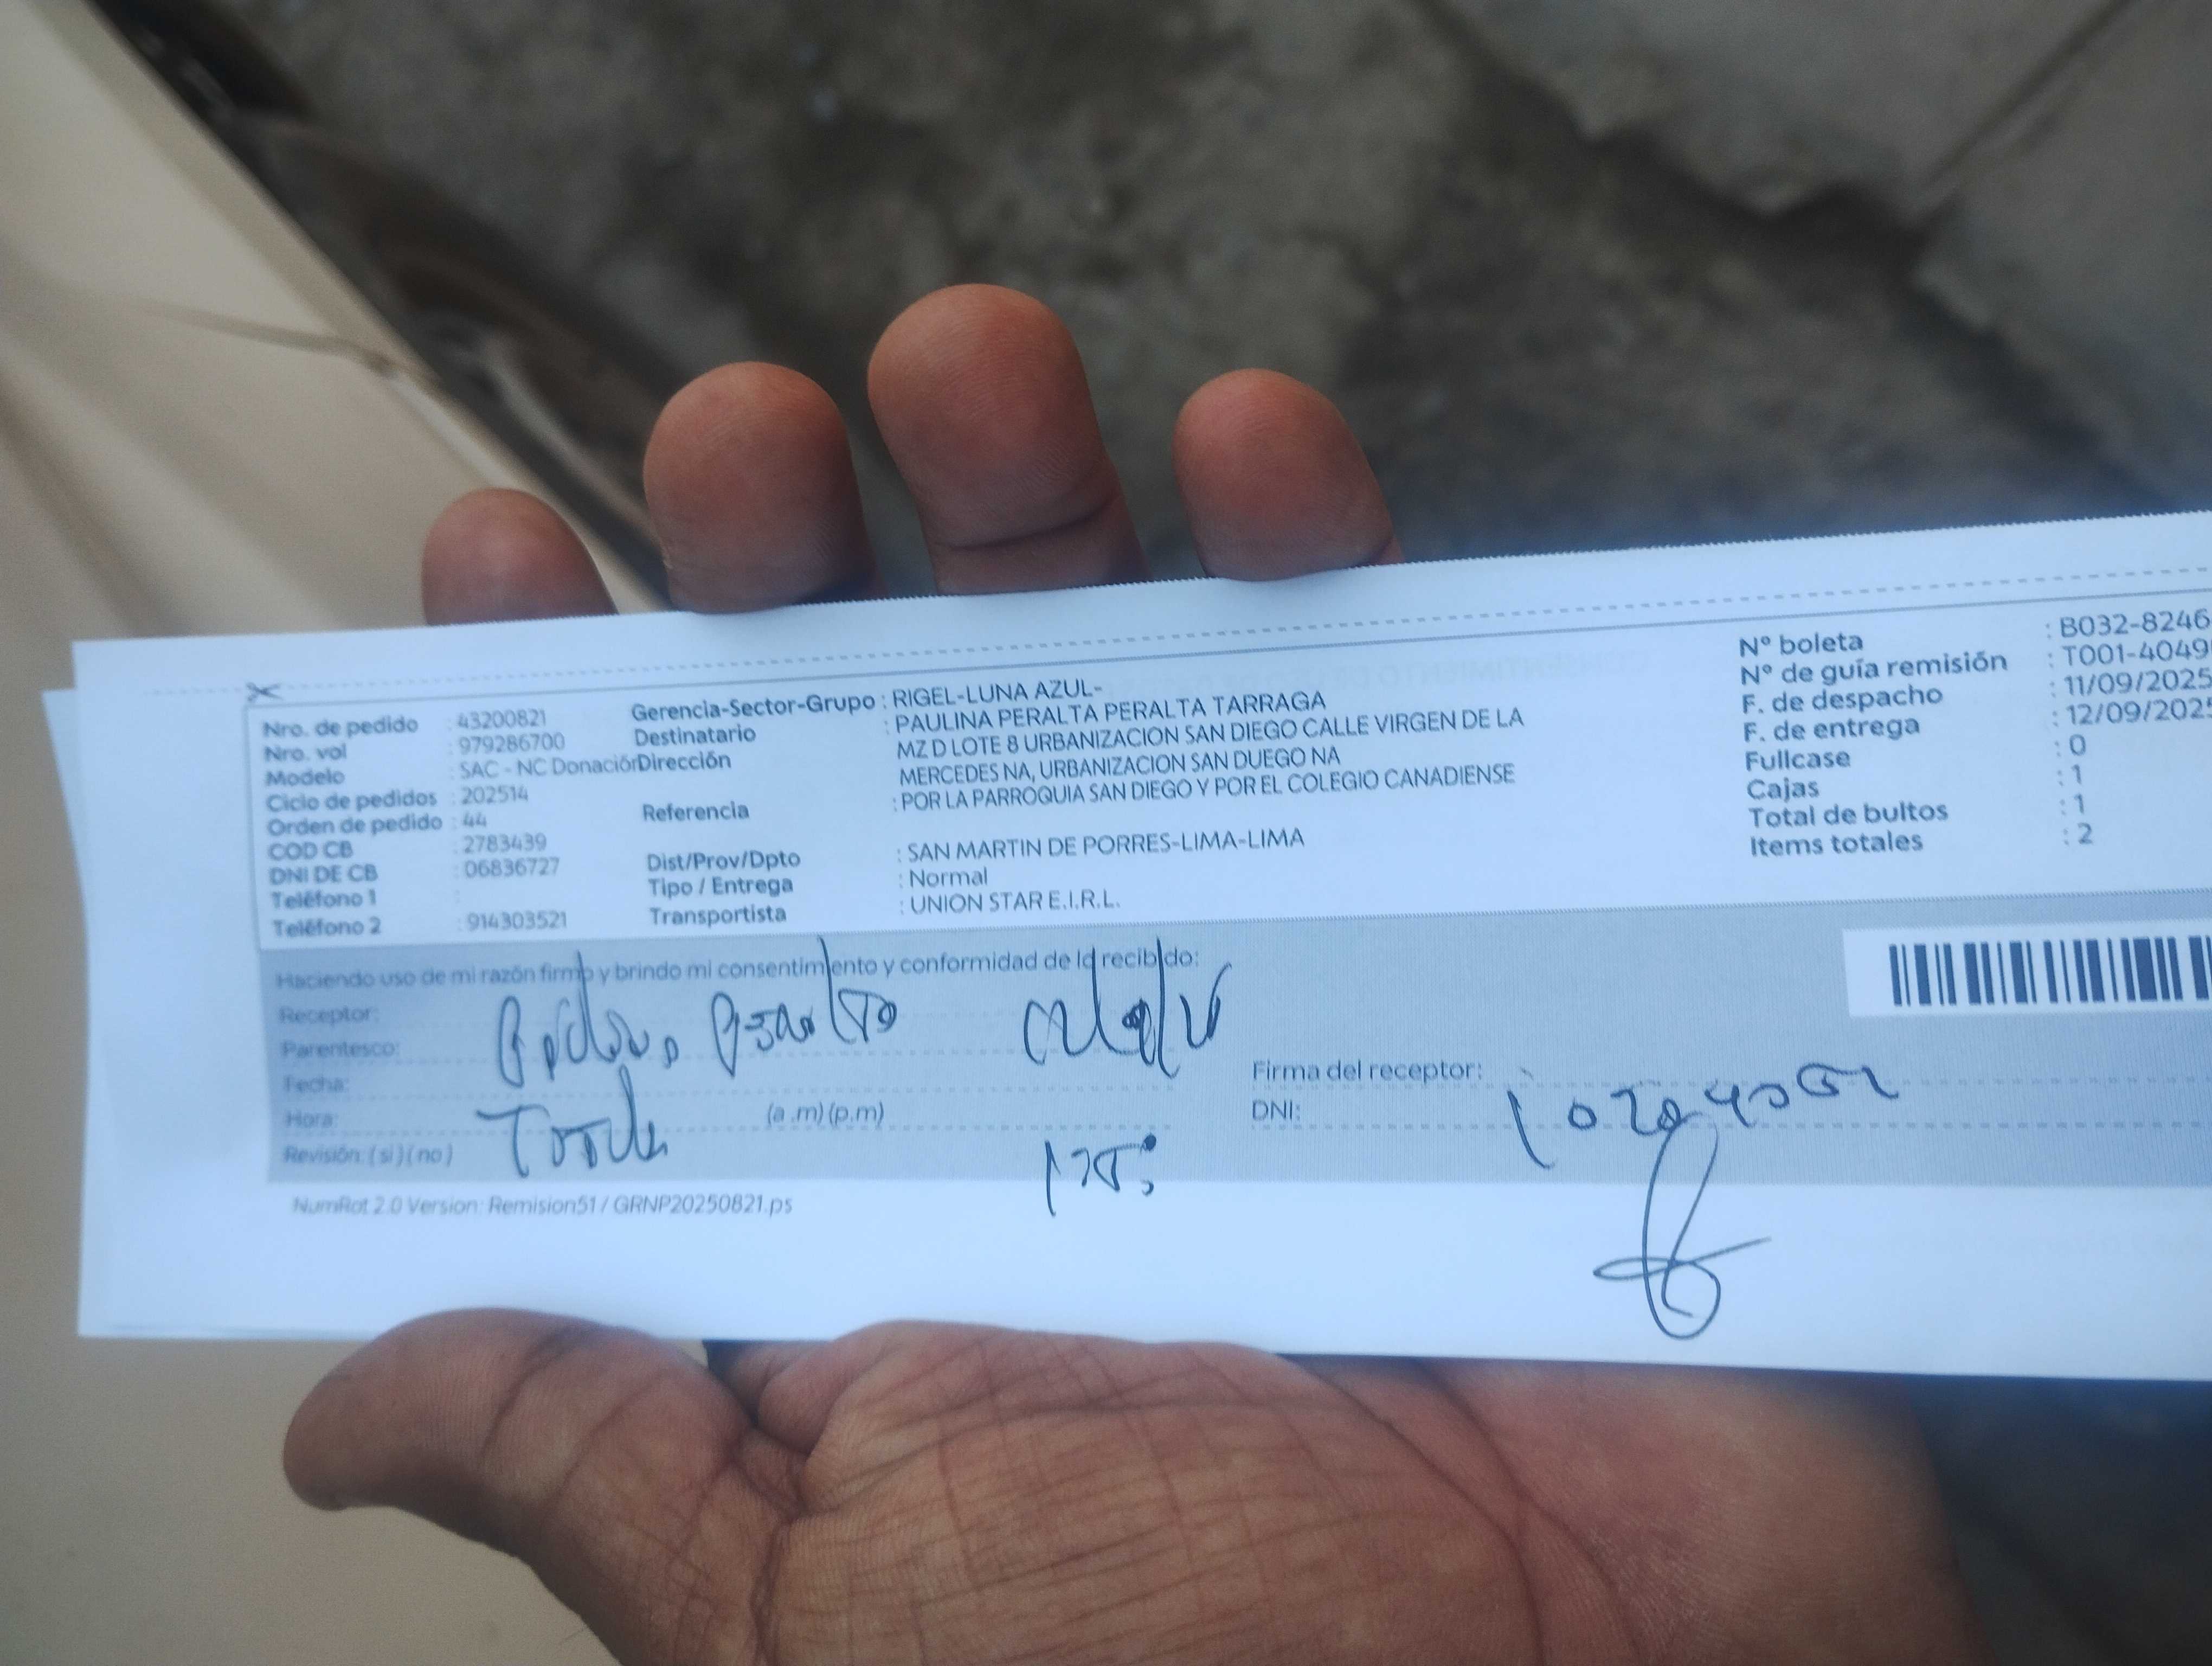 Nro. de pedido : 43200821
Nro. vol : 979286700
Modelo : SAC - NC Donación
Ciclo de pedidos : 202514
Orden de pedido : 44
COD CB : 2783439
DNI DE CB : 06836727
Teléfono 1 :
Teléfono 2 : 914303521
Gerencia-Sector-Grupo : RIGEL-LUNA AZUL-
Destinatario : PAULINA PERALTA PERALTA TARRAGA
Dirección MZ D LOTE 8 URBANIZACION SAN DIEGO CALLE VIRGEN DE LA
MERCEDES NA, URBANIZACION SAN DUEGO NA
Referencia : POR LA PARROQUIA SAN DIEGO Y POR EL COLEGIO CANADIENSE
Dist/Prov/Dpto : SAN MARTIN DE PORRES-LIMA-LIMA
Tipo / Entrega : Normal
Transportista : UNION STAR E.I.R.L.
N° boleta : B032-8246
N° de guía remisión : T001-4049
F. de despacho : 11/09/2025
F. de entrega : 12/09/2025
Fullcase : 0
Cajas : 1
Total de bultos : 1
Items totales : 2
Haciendo uso de mi razón firmo y brindo mi consentimiento y conformidad de lo recibido:
Receptor:
Parentesco:
Fecha:
Hora: (a .m) (p.m)
Revisión: ( si ) ( no )
Firma del receptor:
DNI:
NumRot 2.0 Version: Remision51 / GRNP20250821.ps